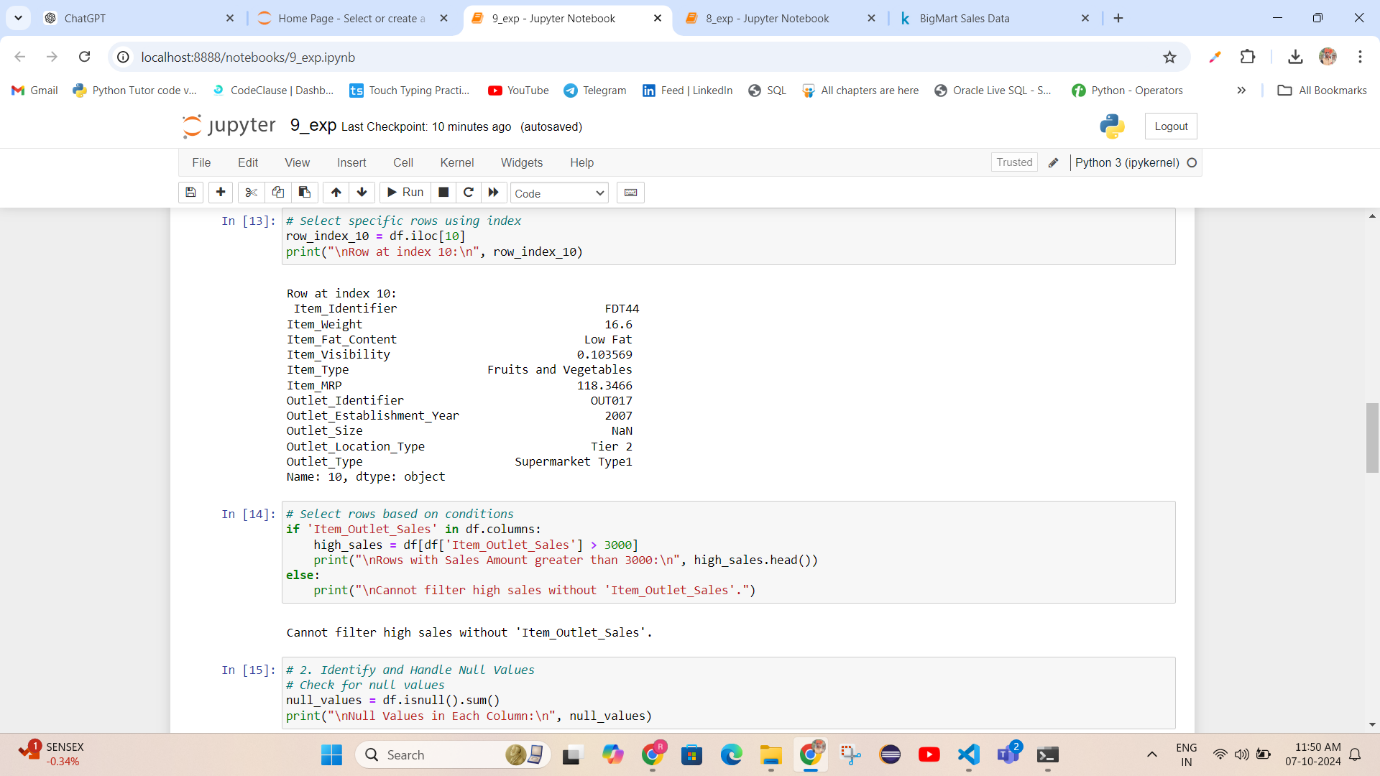 ChatGPT
Home Page - Select or create a
9_exp - Jupyter Notebook
8_exp - Jupyter Notebook
BigMart Sales Data
localhost:8888/notebooks/9_exp.ipynb
Gmail
Python Tutor code v...
CodeClause | Dashb...
Touch Typing Practi...
YouTube
Telegram
Feed | LinkedIn
SQL
All chapters are here
Oracle Live SQL - S...
Python - Operators
All Bookmarks
jupyter 9_exp Last Checkpoint: 10 minutes ago (autosaved)
Logout
File Edit View Insert Cell Kernel Widgets Help
Trusted
Python 3 (ipykernel)
Run
Code
In [13]: # Select specific rows using index
row_index_10 = df.iloc[10]
print("\nRow at index 10:\n", row_index_10)
Row at index 10:
Item_Identifier FDT44
Item_Weight 16.6
Item_Fat_Content Low Fat
Item_Visibility 0.103569
Item_Type Fruits and Vegetables
Item_MRP 118.3466
Outlet_Identifier OUT017
Outlet_Establishment_Year 2007
Outlet_Size NaN
Outlet_Location_Type Tier 2
Outlet_Type Supermarket Type1
Name: 10, dtype: object
In [14]: # Select rows based on conditions
if 'Item_Outlet_Sales' in df.columns:
    high_sales = df[df['Item_Outlet_Sales'] > 3000]
    print("\nRows with Sales Amount greater than 3000:\n", high_sales.head())
else:
    print("\nCannot filter high sales without 'Item_Outlet_Sales'.")
Cannot filter high sales without 'Item_Outlet_Sales'.
In [15]: # 2. Identify and Handle Null Values
# Check for null values
null_values = df.isnull().sum()
print("\nNull Values in Each Column:\n", null_values)
1
SENSEX
-0.34%
Search
R
2
ENG
IN
11:50 AM
07-10-2024